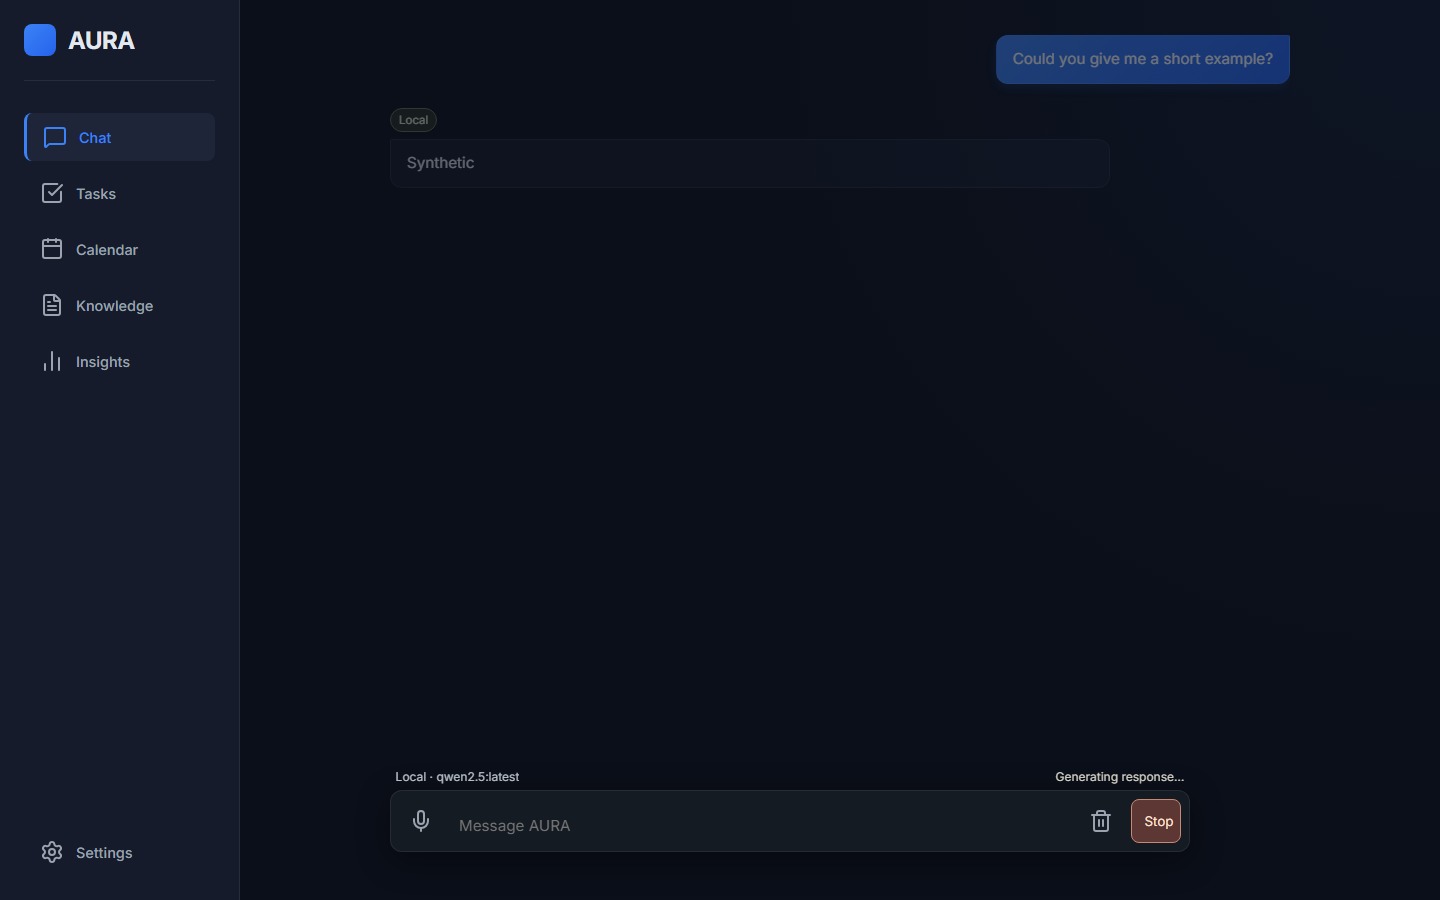 AURA
Chat
Tasks
Calendar
Knowledge
Insights
Settings
Could you give me a short example?
Local
Synthetic
Local · qwen2.5:latest
Generating response...
Message AURA
Stop